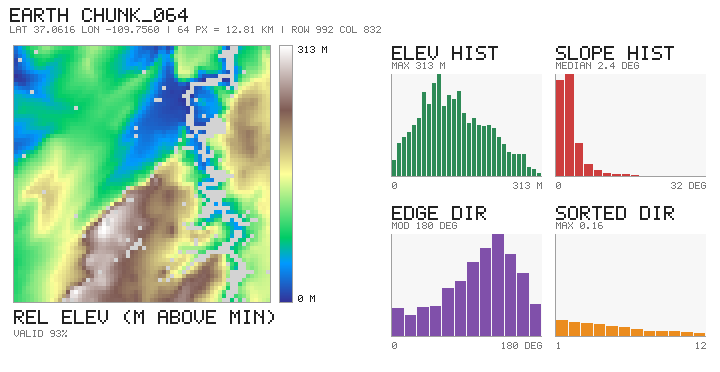 EARTH CHUNK_064
LAT 37.0616 LON -109.7560 | 64 PX = 12.81 KM | ROW 992 COL 832
313 M
0 M
REL ELEV (M ABOVE MIN)
VALID 93%
ELEV HIST
MAX 313 M
0 313 M
SLOPE HIST
MEDIAN 2.4 DEG
0 32 DEG
EDGE DIR
MOD 180 DEG
0 180 DEG
SORTED DIR
MAX 0.16
1 12